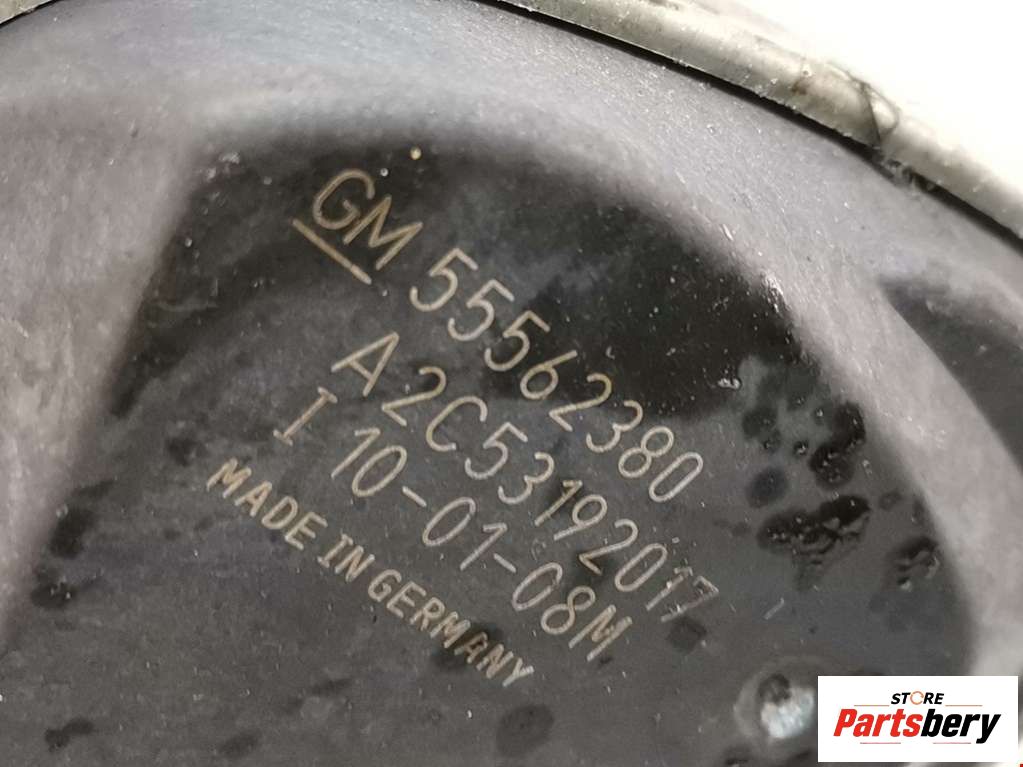 GM 55562380
A2C53192017
I 10-01-08M
MADE IN GERMANY
STORE
Partsbery